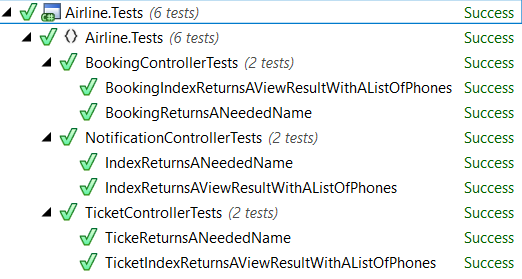 Airline.Tests (6 tests) Success
Airline.Tests (6 tests) Success
BookingControllerTests (2 tests) Success
BookingIndexReturnsAViewResultWithAListOfPhones Success
BookingReturnsANeededName Success
NotificationControllerTests (2 tests) Success
IndexReturnsANeededName Success
IndexReturnsAViewResultWithAListOfPhones Success
TicketControllerTests (2 tests) Success
TickeReturnsANeededName Success
TicketIndexReturnsAViewResultWithAListOfPhones Success